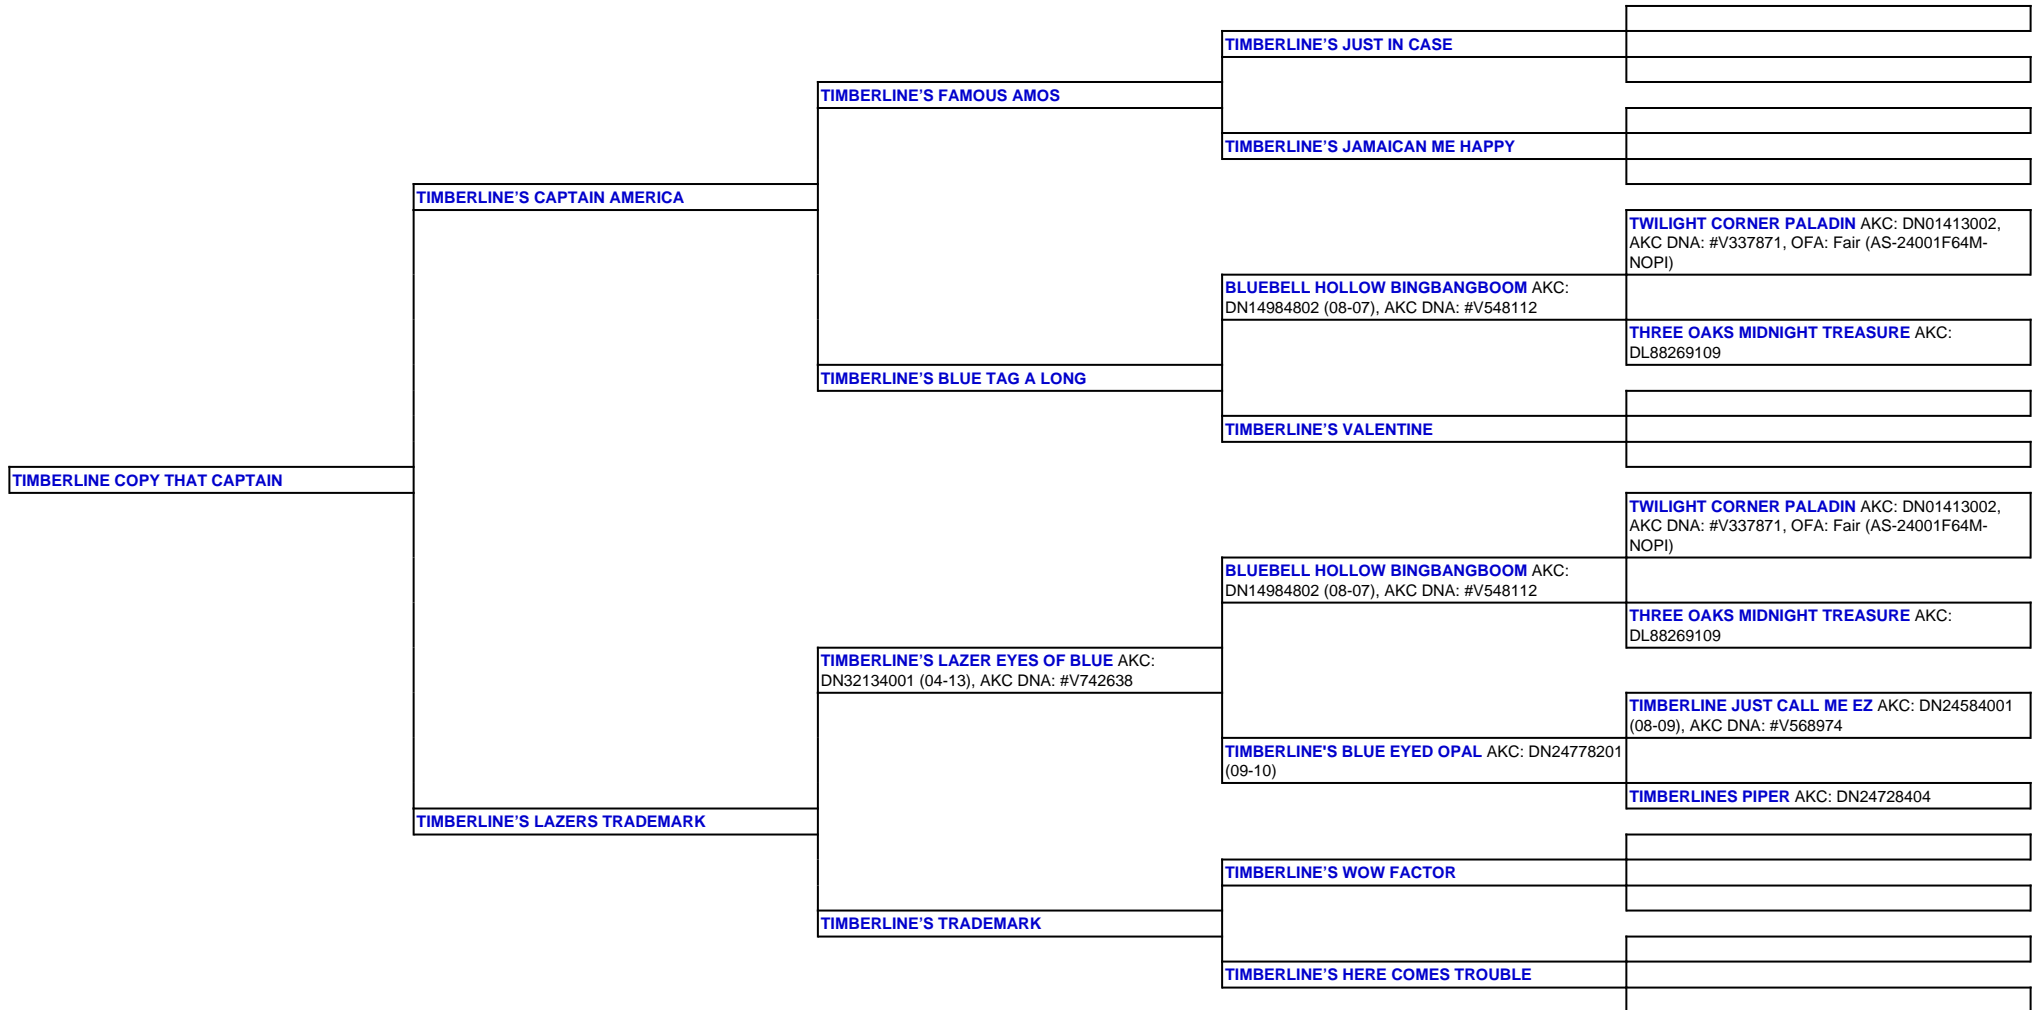 TIMBERLINE'S JUST IN CASE
TIMBERLINE'S FAMOUS AMOS
TIMBERLINE'S JAMAICAN ME HAPPY
TIMBERLINE'S CAPTAIN AMERICA
TWILIGHT CORNER PALADIN AKC: DN01413002,
AKC DNA: #V337871, OFA: Fair (AS-24001F64M-
NOPI)
BLUEBELL HOLLOW BINGBANGBOOM AKC:
DN14984802 (08-07), AKC DNA: #V548112
THREE OAKS MIDNIGHT TREASURE AKC:
DL88269109
TIMBERLINE'S BLUE TAG A LONG
TIMBERLINE'S VALENTINE
TIMBERLINE COPY THAT CAPTAIN
TWILIGHT CORNER PALADIN AKC: DN01413002,
AKC DNA: #V337871, OFA: Fair (AS-24001F64M-
NOPI)
BLUEBELL HOLLOW BINGBANGBOOM AKC:
DN14984802 (08-07), AKC DNA: #V548112
THREE OAKS MIDNIGHT TREASURE AKC:
DL88269109
TIMBERLINE'S LAZER EYES OF BLUE AKC:
DN32134001 (04-13), AKC DNA: #V742638
TIMBERLINE JUST CALL ME EZ AKC: DN24584001
(08-09), AKC DNA: #V568974
TIMBERLINE'S BLUE EYED OPAL AKC: DN24778201
(09-10)
TIMBERLINES PIPER AKC: DN24728404
TIMBERLINE'S LAZERS TRADEMARK
TIMBERLINE'S WOW FACTOR
TIMBERLINE'S TRADEMARK
TIMBERLINE'S HERE COMES TROUBLE